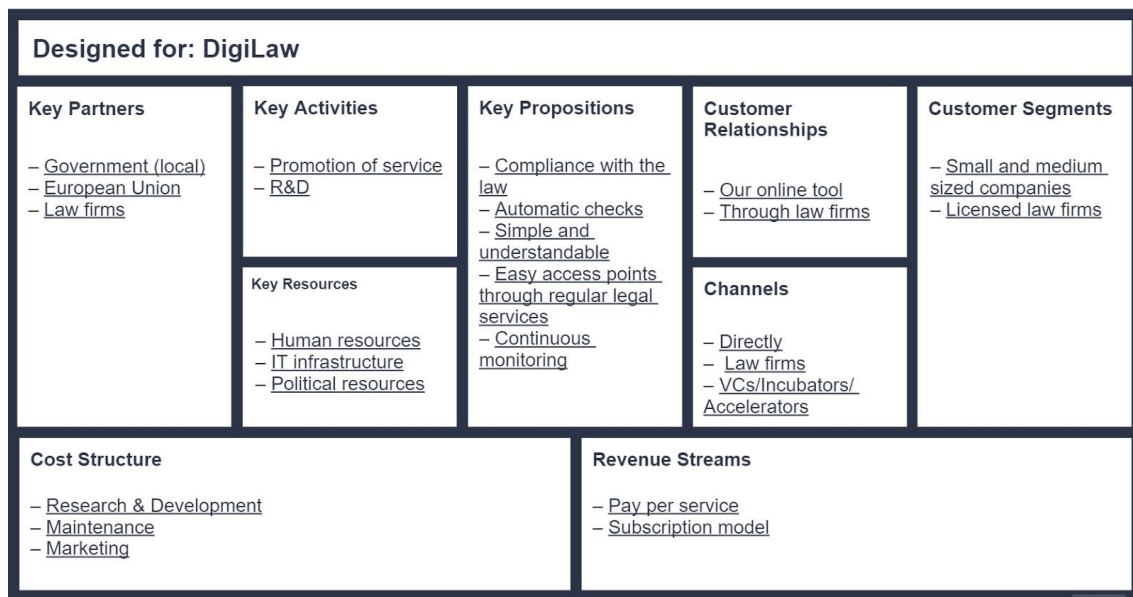 Designed for: DigiLaw
Key Partners
– Government (local)
– European Union
– Law firms
Key Activities
– Promotion of service
– R&D
Key Resources
– Human resources
– IT infrastructure
– Political resources
Key Propositions
– Compliance with the
law
– Automatic checks
– Simple and
understandable
– Easy access points
through regular legal
services
– Continuous
monitoring
Customer
Relationships
– Our online tool
– Through law firms
Channels
– Directly
– Law firms
– VCs/Incubators/
Accelerators
Customer Segments
– Small and medium
sized companies
– Licensed law firms
Cost Structure
– Research & Development
– Maintenance
– Marketing
Revenue Streams
– Pay per service
– Subscription model